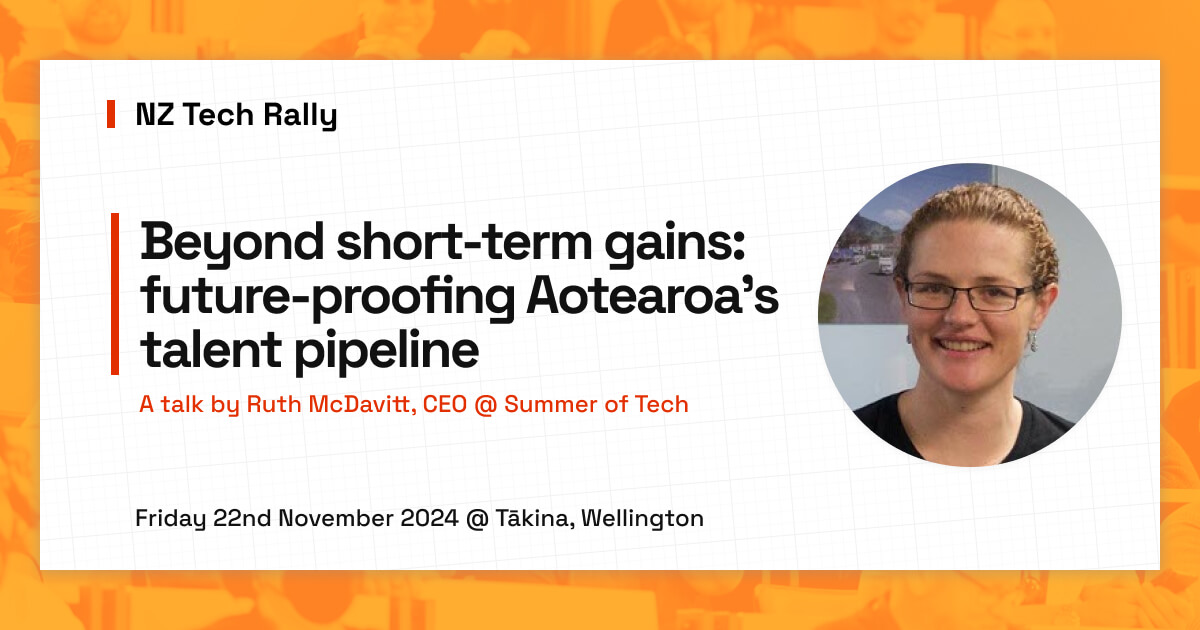 NZ Tech Rally
Beyond short-term gains:
future-proofing Aotearoa’s
talent pipeline
A talk by Ruth McDavitt, CEO @ Summer of Tech
Friday 22nd November 2024 @ Tākina, Wellington